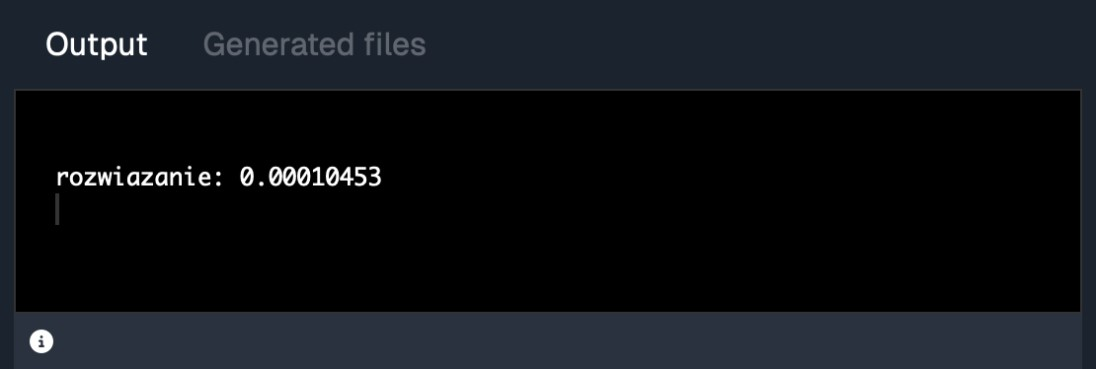 Output Generated files
rozwiazanie: 0.00010453